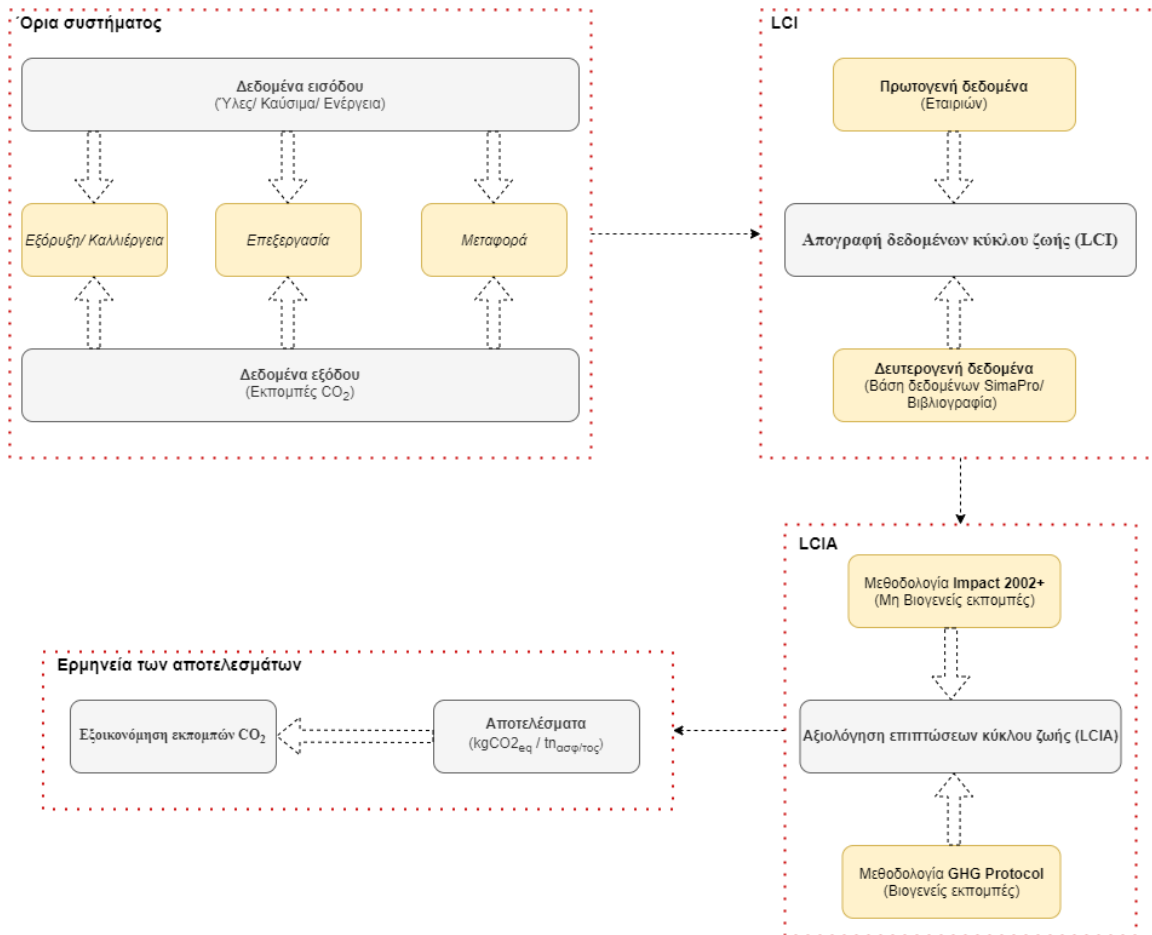 Όρια συστήματος
Δεδομένα εισόδου
(Ύλες/ Καύσιμα/ Ενέργεια)
Εξόρυξη/ Καλλιέργεια
Επεξεργασία
Μεταφορά
Δεδομένα εξόδου
(Εκπομπές CO2)
LCI
Πρωτογενή δεδομένα
(Εταιριών)
Απογραφή δεδομένων κύκλου ζωής (LCI)
Δευτερογενή δεδομένα
(Βάση δεδομένων SimaPro/
Βιβλιογραφία)
LCIA
Μεθοδολογία Impact 2002+
(Μη Βιογενείς εκπομπές)
Αξιολόγηση επιπτώσεων κύκλου ζωής (LCIA)
Μεθοδολογία GHG Protocol
(Βιογενείς εκπομπές)
Ερμηνεία των αποτελεσμάτων
Εξοικονόμηση εκπομπών CO2
Αποτελέσματα
(kgCO2eq / tnασφ/τος)